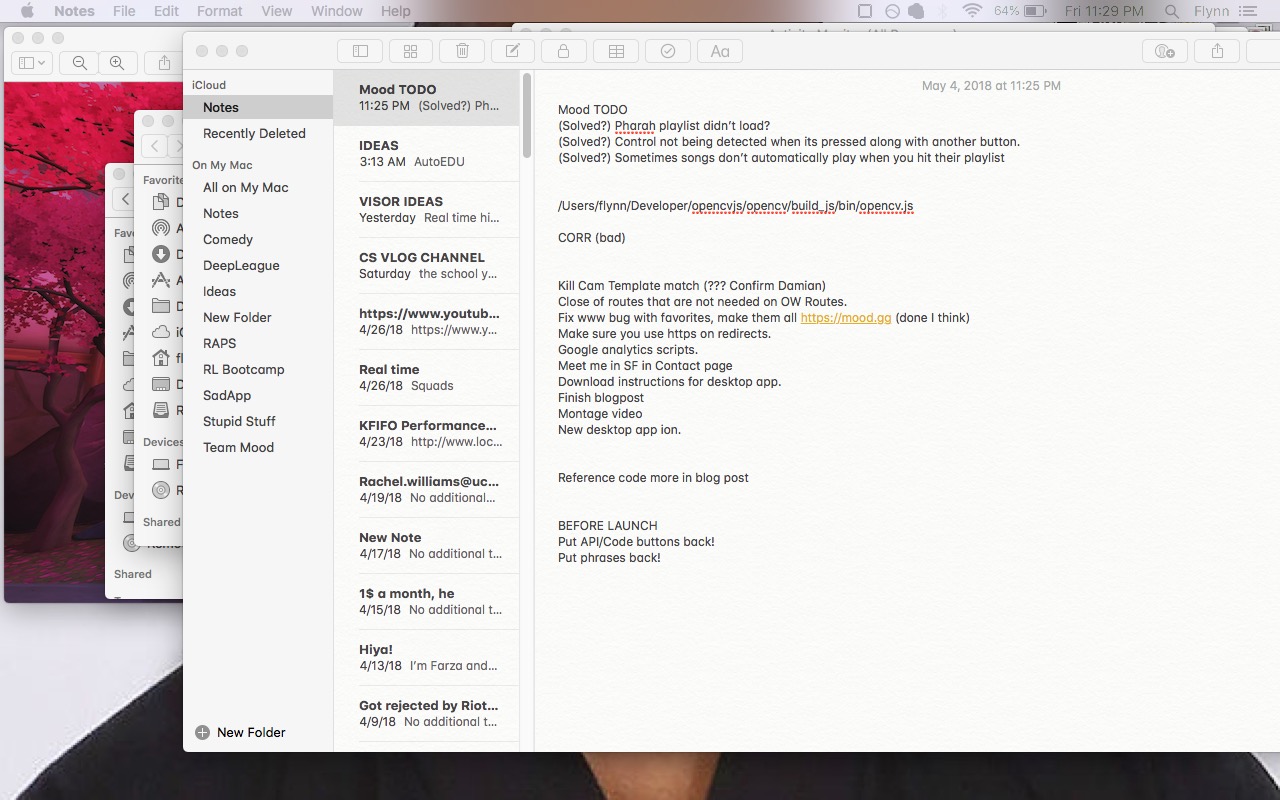 Notes File Edit Format View Window Help 64% Fri 11:29 PM Flynn
Aa
iCloud
Notes
Recently Deleted
On My Mac
All on My Mac
Notes
Comedy
DeepLeague
Ideas
New Folder
RAPS
RL Bootcamp
SadApp
Stupid Stuff
Team Mood
New Folder
Mood TODO
11:25 PM (Solved?) Ph...
IDEAS
3:13 AM AutoEDU
VISOR IDEAS
Yesterday Real time hi...
CS VLOG CHANNEL
Saturday the school y...
https://www.youtub...
4/26/18 https://www.y...
Real time
4/26/18 Squads
KFIFO Performance...
4/23/18 http://www.loc...
Rachel.williams@uc...
4/19/18 No additional...
New Note
4/17/18 No additional t...
1$ a month, he
4/15/18 No additional t...
Hiya!
4/13/18 I'm Farza and...
Got rejected by Riot...
4/9/18 No additional t...
May 4, 2018 at 11:25 PM
Mood TODO
(Solved?) Pharah playlist didn't load?
(Solved?) Control not being detected when its pressed along with another button.
(Solved?) Sometimes songs don't automatically play when you hit their playlist
/Users/flynn/Developer/opencvjs/opencv/build_js/bin/opencv.js
CORR (bad)
Kill Cam Template match (??? Confirm Damian)
Close of routes that are not needed on OW Routes.
Fix www bug with favorites, make them all https://mood.gg (done I think)
Make sure you use https on redirects.
Google analytics scripts.
Meet me in SF in Contact page
Download instructions for desktop app.
Finish blogpost
Montage video
New desktop app ion.
Reference code more in blog post
BEFORE LAUNCH
Put API/Code buttons back!
Put phrases back!
Favorite
D
A
D
A
D
iC
fl
D
R
Devices
F
R
Shared
Fav
Dev
Shared